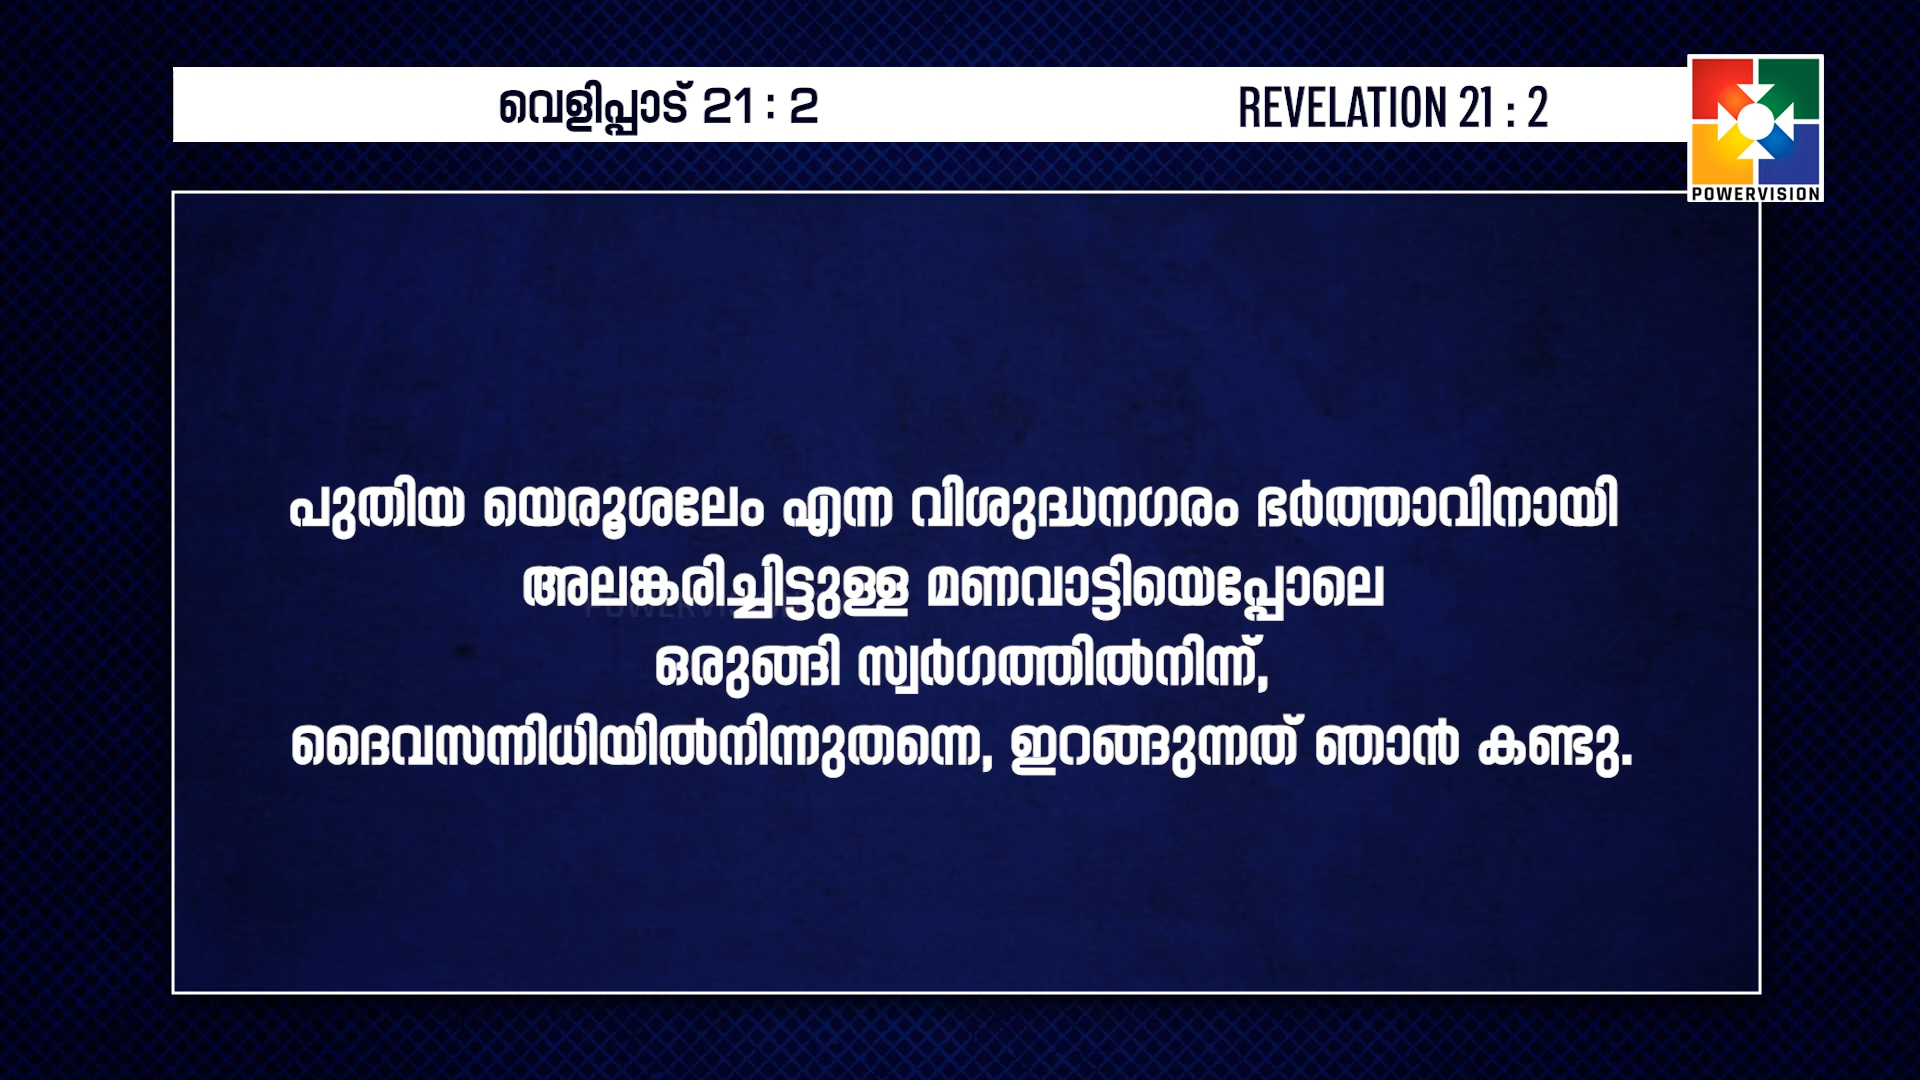 വെളിപ്പാട് 21 : 2
REVELATION 21 : 2
POWERVISION
പുതിയ യെരൂശലേം എന്ന വിശുദ്ധനഗരം ഭർത്താവിനായി
അലങ്കരിച്ചിട്ടുള്ള മണവാട്ടിയെപ്പോലെ
ഒരുങ്ങി സ്വർഗത്തിൽനിന്ന്,
ദൈവസന്നിധിയിൽനിന്നുതന്നെ, ഇറങ്ങുന്നത് ഞാൻ കണ്ടു.